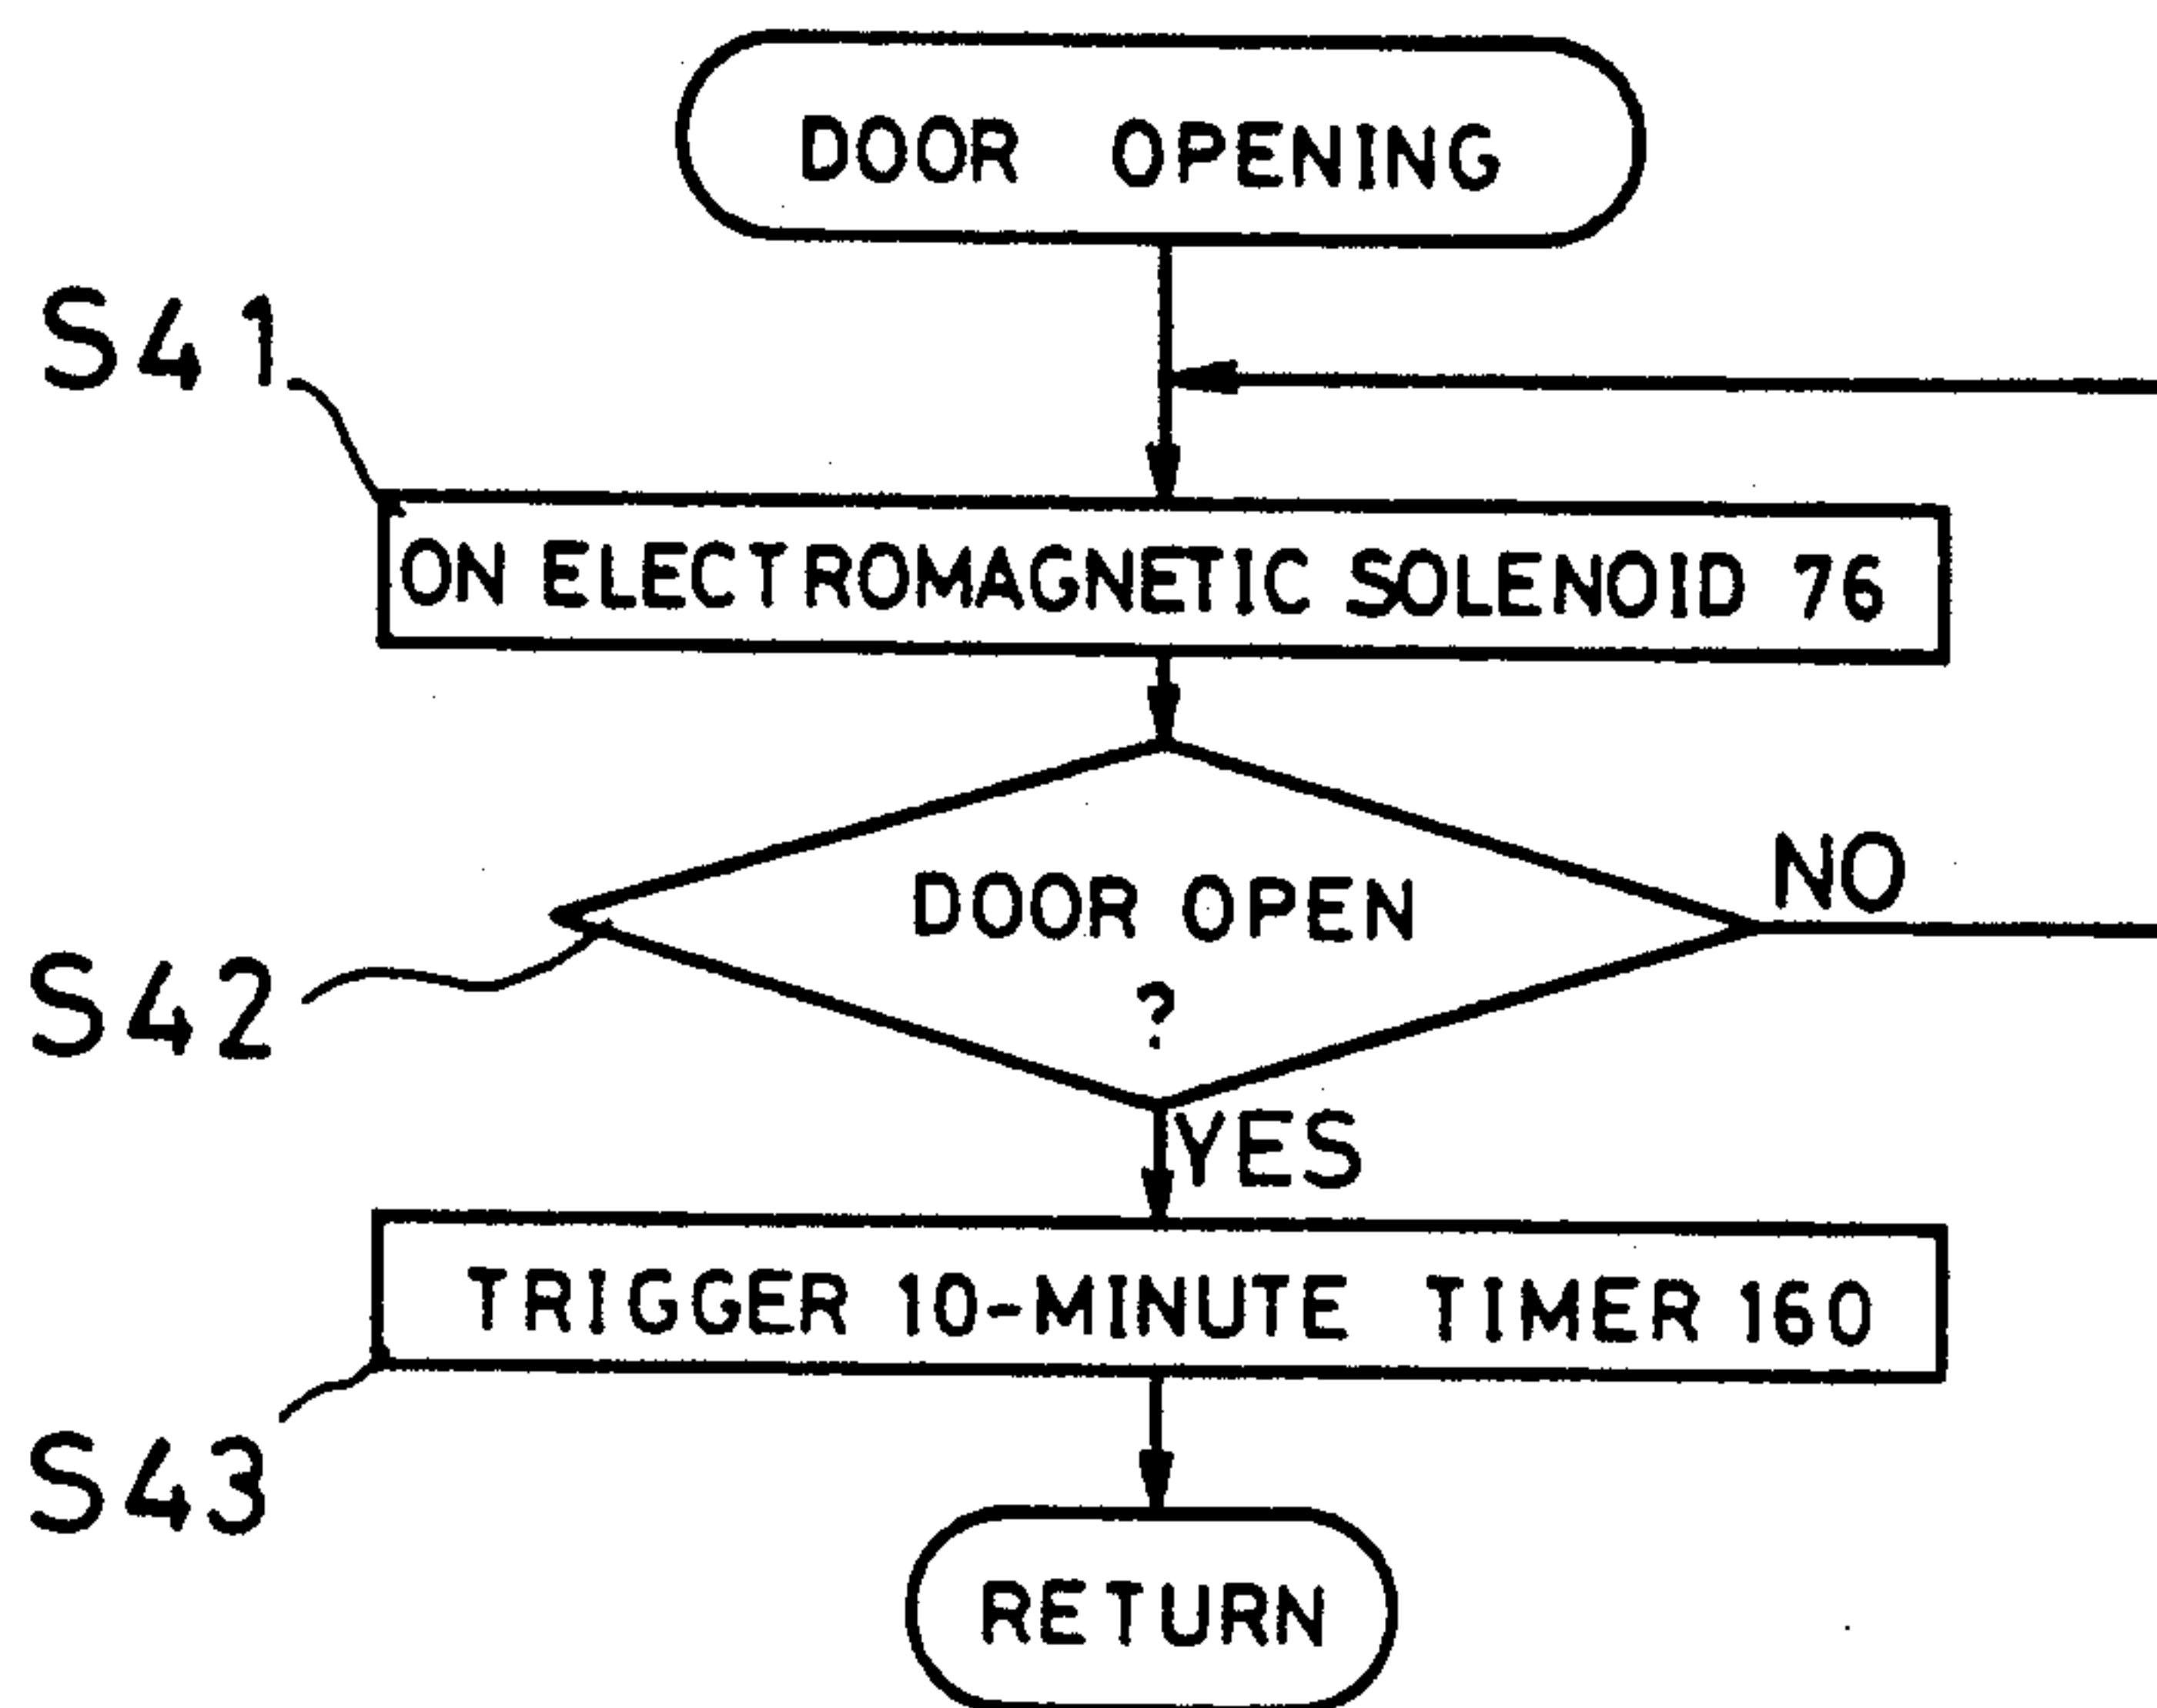 DOOR OPENING
S41
ON ELECTROMAGNETIC SOLENOID 76
DOOR OPEN
?
NO
S42
YES
TRIGGER 10-MINUTE TIMER 160
S43
RETURN